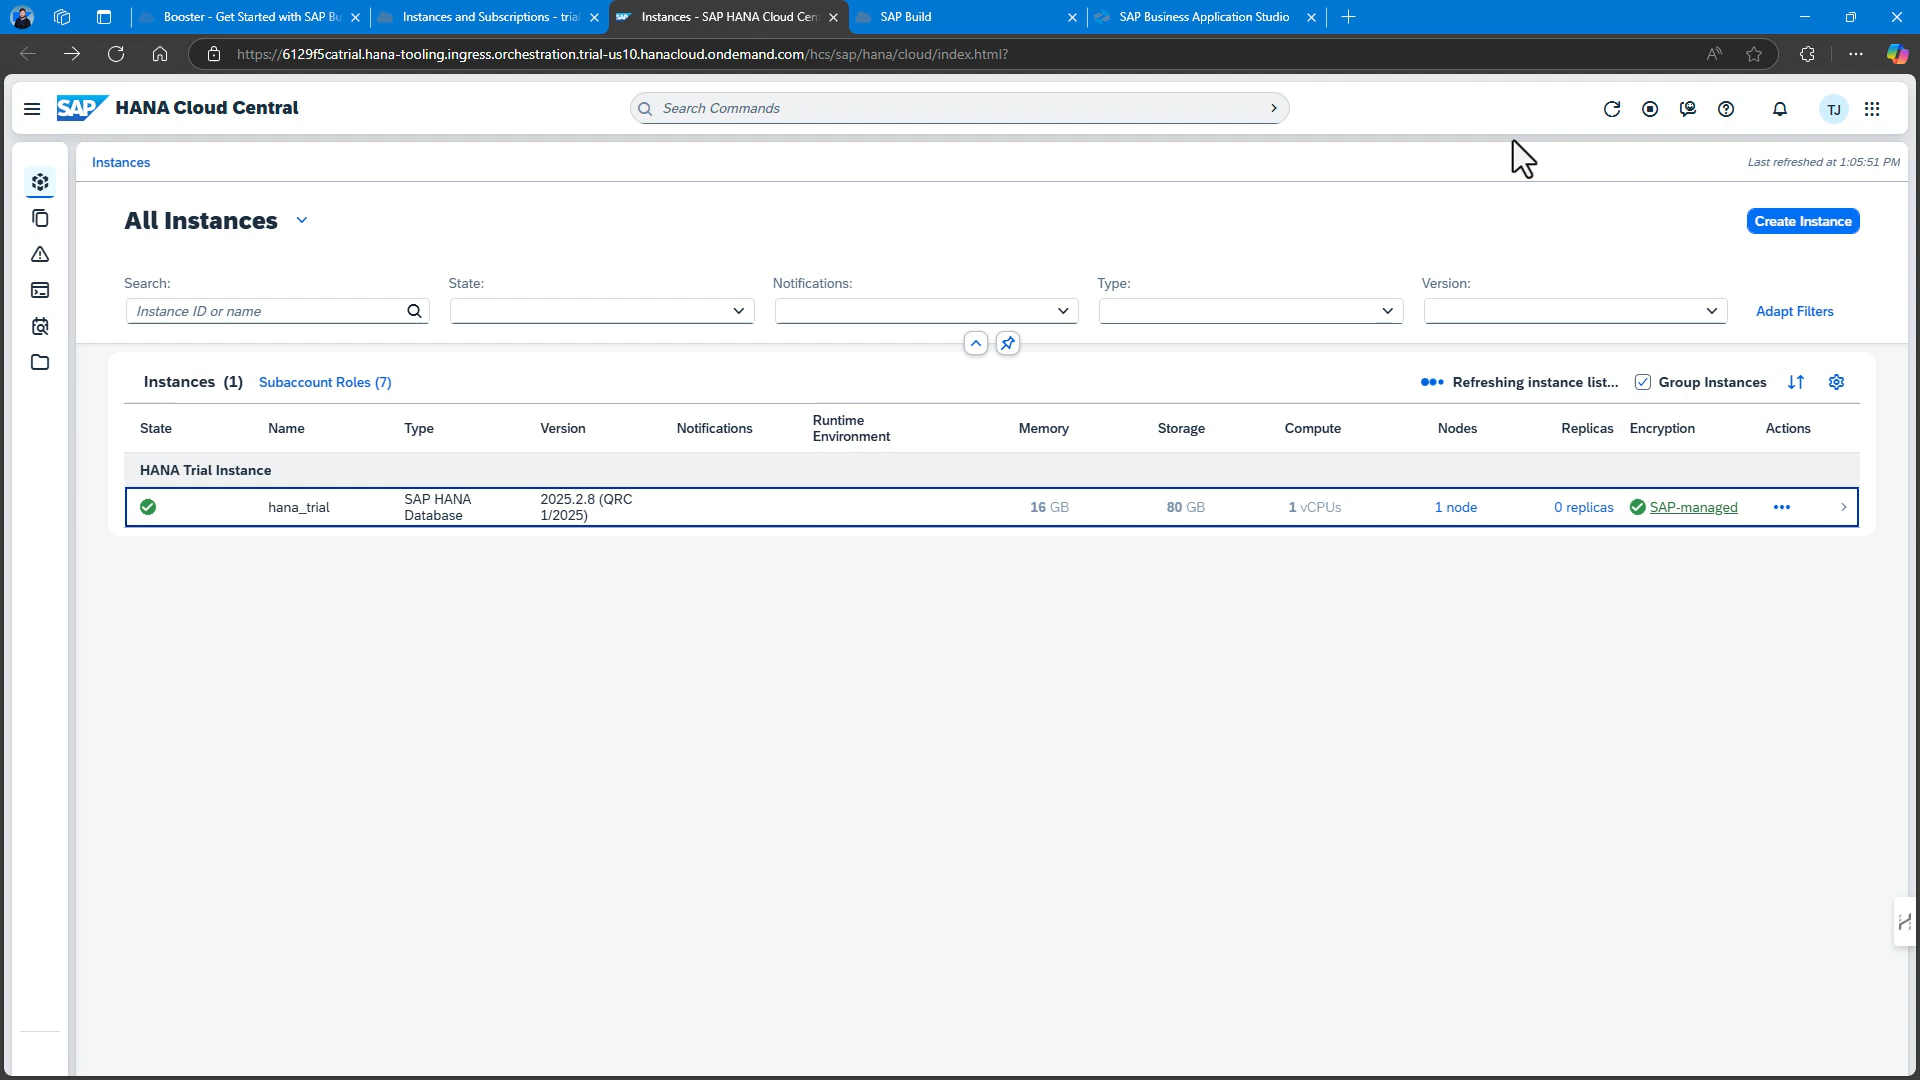 Booster - Get Started with SAP Bu
Instances and Subscriptions - trial
Instances - SAP HANA Cloud Cen
SAP Build
SAP Business Application Studio
https://6129f5catrial.hana-tooling.ingress.orchestration.trial-us10.hanacloud.ondemand.com/hcs/sap/hana/cloud/index.html?
SAP HANA Cloud Central
Search Commands
TJ
Instances
Last refreshed at 1:05:51 PM
All Instances
Create Instance
Search:
State:
Notifications:
Type:
Version:
Instance ID or name
Adapt Filters
Instances (1) Subaccount Roles (7)
Refreshing instance list...
Group Instances
State
Name
Type
Version
Notifications
Runtime
Environment
Memory
Storage
Compute
Nodes
Replicas
Encryption
Actions
HANA Trial Instance
hana_trial
SAP HANA
Database
2025.2.8 (QRC
1/2025)
16 GB
80 GB
1 vCPUs
1 node
0 replicas
SAP-managed